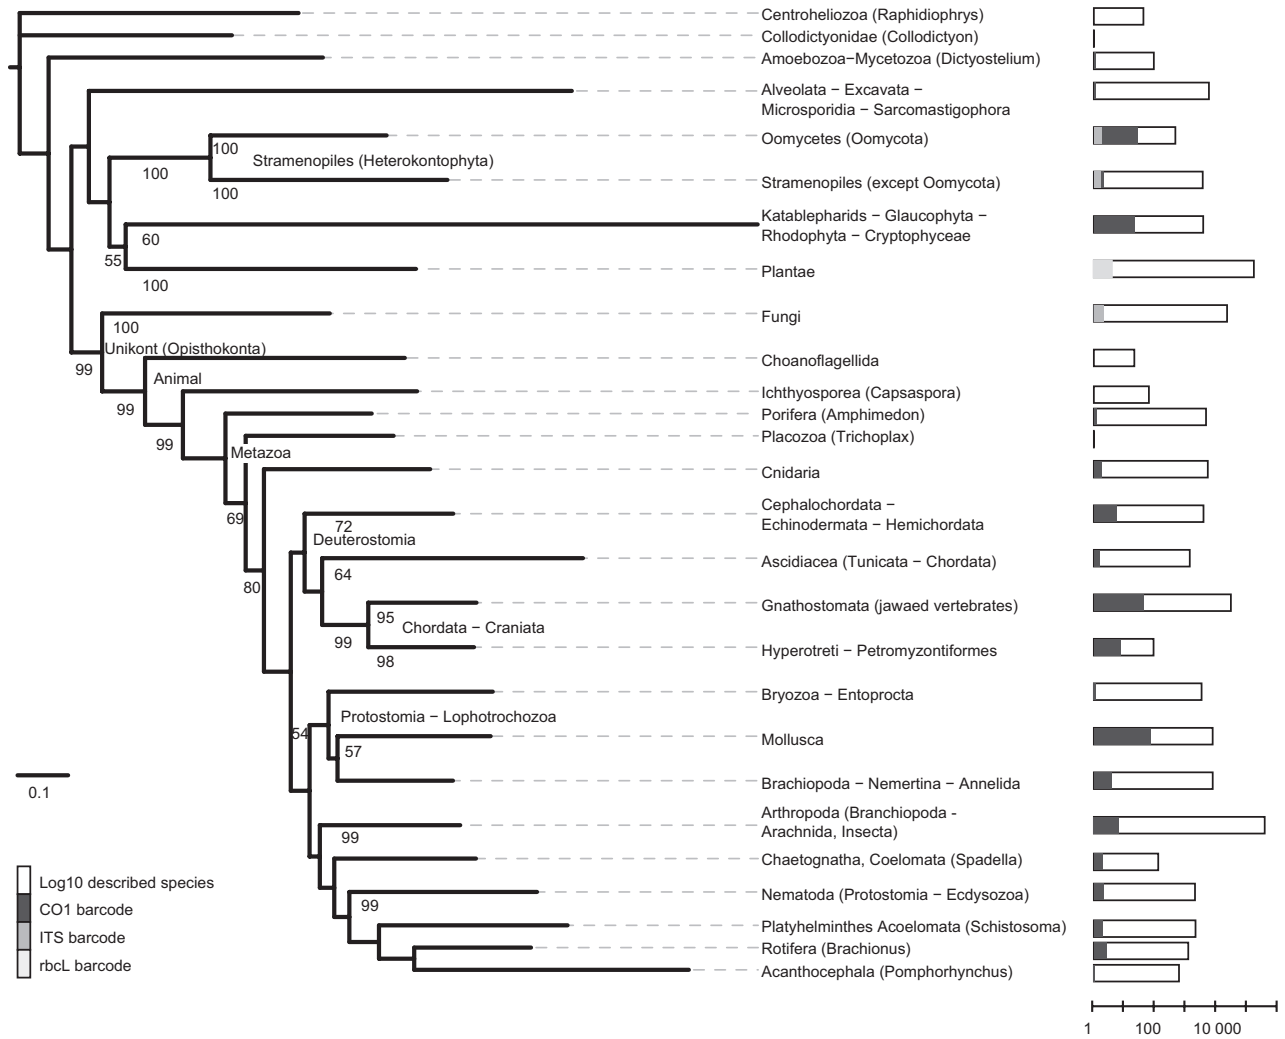 Centroheliozoa (Raphidiophrys)
Collodictyonidae (Collodictyon)
Amoebozoa−Mycetozoa (Dictyostelium)
Alveolata − Excavata −
Microsporidia − Sarcomastigophora
Oomycetes (Oomycota)
100
Stramenopiles (Heterokontophyta)
100
Stramenopiles (except Oomycota)
100
Katablepharids − Glaucophyta −
Rhodophyta − Cryptophyceae
60
55
Plantae
100
Fungi
100
Unikont (Opisthokonta)
Choanoflagellida
99
Animal
Ichthyosporea (Capsaspora)
99
Porifera (Amphimedon)
Placozoa (Trichoplax)
99
Metazoa
Cnidaria
Cephalochordata −
Echinodermata − Hemichordata
69
72
Deuterostomia
Ascidiacea (Tunicata − Chordata)
64
80
Gnathostomata (jawaed vertebrates)
95
Chordata − Craniata
99
Hyperotreti − Petromyzontiformes
98
Bryozoa − Entoprocta
Protostomia − Lophotrochozoa
54
Mollusca
57
Brachiopoda − Nemertina − Annelida
0.1
Arthropoda (Branchiopoda -
Arachnida, Insecta)
99
Chaetognatha, Coelomata (Spadella)
Log10 described species
Nematoda (Protostomia − Ecdysozoa)
99
CO1 barcode
Platyhelminthes Acoelomata (Schistosoma)
ITS barcode
Rotifera (Brachionus)
rbcL barcode
Acanthocephala (Pomphorhynchus)
1 100 10 000